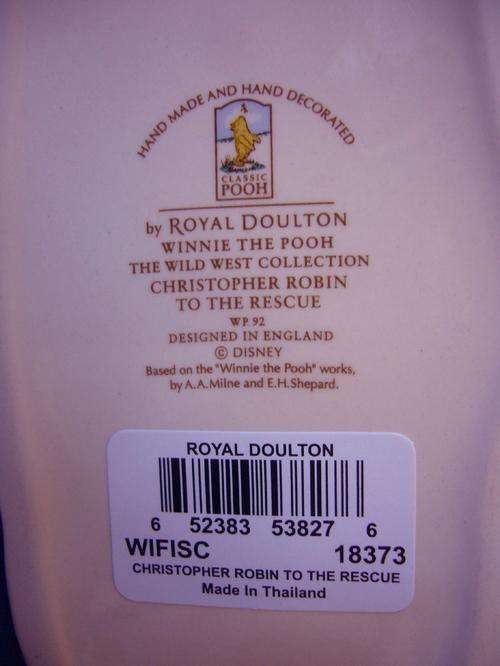 HAND MADE AND HAND DECORATED
CLASSIC
POOH
by ROYAL DOULTON
WINNIE THE POOH
THE WILD WEST COLLECTION
CHRISTOPHER ROBIN
TO THE RESCUE
WP 92
DESIGNED IN ENGLAND
© DISNEY
Based on the "Winnie the Pooh" works,
by A.A.Milne and E.H.Shepard.
ROYAL DOULTON
6 52383 53827 6
WIFISC 18373
CHRISTOPHER ROBIN TO THE RESCUE
Made In Thailand